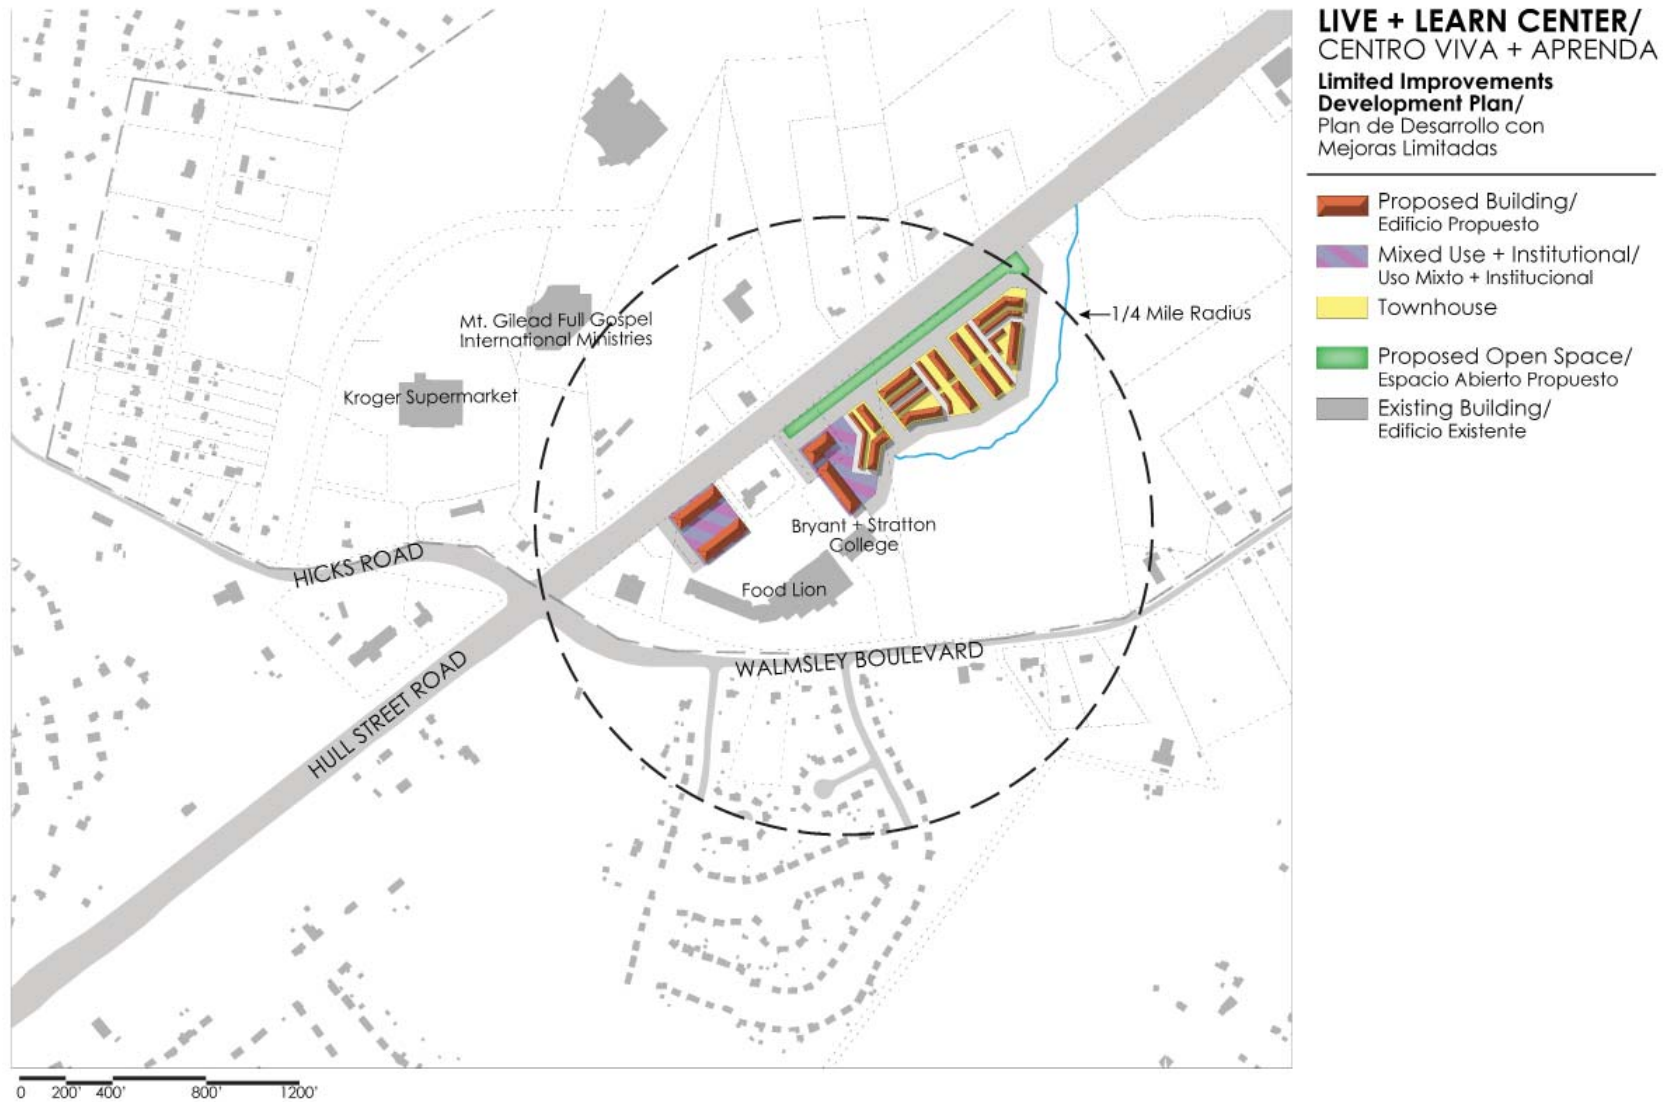 LIVE + LEARN CENTER/
CENTRO VIVA + APRENDA
Limited Improvements
Development Plan/
Plan de Desarrollo con
Mejoras Limitadas
Proposed Building/
Edificio Propuesto
Mixed Use + Institutional/
Uso Mixto + Institucional
Townhouse
Proposed Open Space/
Espacio Abierto Propuesto
Existing Building/
Edificio Existente
1/4 Mile Radius
Mt. Gilead Full Gospel
International Ministries
Kroger Supermarket
Bryant + Stratton
College
Food Lion
HICKS ROAD
WALMSLEY BOULEVARD
HULL STREET ROAD
0 200' 400' 800' 1200'